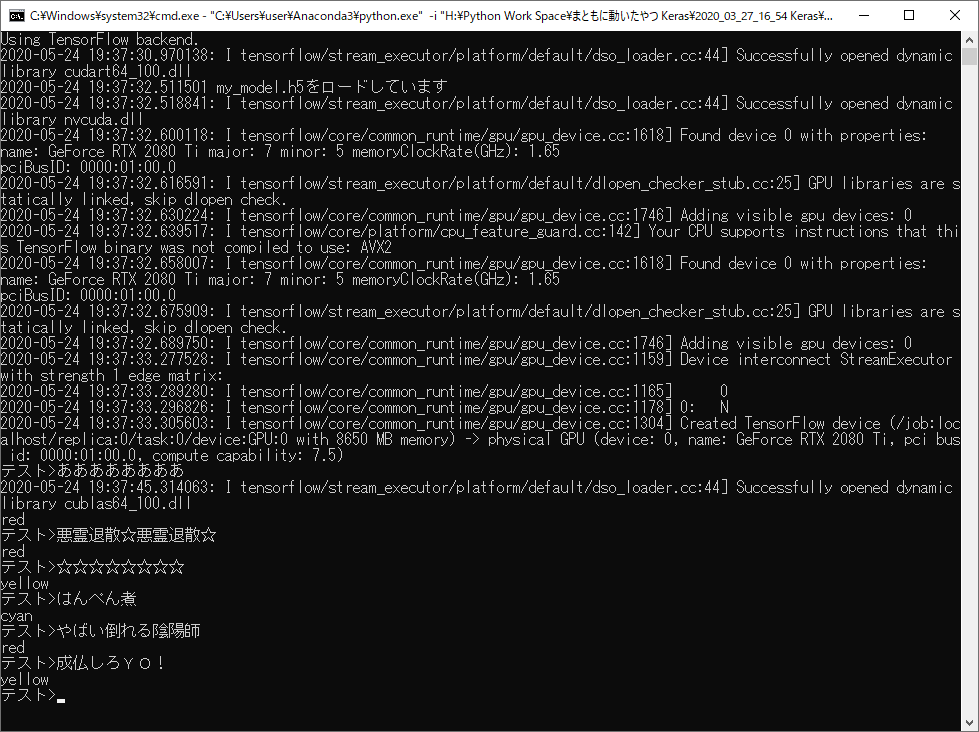 C:¥Windows¥system32¥cmd.exe - "C:¥Users¥user¥Anaconda3¥python.exe" -i "H:¥Python Work Space¥まともに動いたやつ Keras¥2020_03_27_16_54 Keras¥...
Using TensorFlow backend.
2020-05-24 19:37:30.970138: I tensorflow/stream_executor/platform/default/dso_loader.cc:44] Successfully opened dynamic
library cudart64_100.dll
2020-05-24 19:37:32.511501 my_model.h5をロードしています
2020-05-24 19:37:32.518841: I tensorflow/stream_executor/platform/default/dso_loader.cc:44] Successfully opened dynamic
library nvcuda.dll
2020-05-24 19:37:32.600118: I tensorflow/core/common_runtime/gpu/gpu_device.cc:1618] Found device 0 with properties:
name: GeForce RTX 2080 Ti major: 7 minor: 5 memoryClockRate(GHz): 1.65
pciBusID: 0000:01:00.0
2020-05-24 19:37:32.616591: I tensorflow/stream_executor/platform/default/dlopen_checker_stub.cc:25] GPU libraries are s
tatically linked, skip dlopen check.
2020-05-24 19:37:32.630224: I tensorflow/core/common_runtime/gpu/gpu_device.cc:1746] Adding visible gpu devices: 0
2020-05-24 19:37:32.639517: I tensorflow/core/platform/cpu_feature_guard.cc:142] Your CPU supports instructions that thi
s TensorFlow binary was not compiled to use: AVX2
2020-05-24 19:37:32.658007: I tensorflow/core/common_runtime/gpu/gpu_device.cc:1618] Found device 0 with properties:
name: GeForce RTX 2080 Ti major: 7 minor: 5 memoryClockRate(GHz): 1.65
pciBusID: 0000:01:00.0
2020-05-24 19:37:32.675909: I tensorflow/stream_executor/platform/default/dlopen_checker_stub.cc:25] GPU libraries are s
tatically linked, skip dlopen check.
2020-05-24 19:37:32.689750: I tensorflow/core/common_runtime/gpu/gpu_device.cc:1746] Adding visible gpu devices: 0
2020-05-24 19:37:33.277528: I tensorflow/core/common_runtime/gpu/gpu_device.cc:1159] Device interconnect StreamExecutor
with strength 1 edge matrix:
2020-05-24 19:37:33.289280: I tensorflow/core/common_runtime/gpu/gpu_device.cc:1165]      0
2020-05-24 19:37:33.296826: I tensorflow/core/common_runtime/gpu/gpu_device.cc:1178] 0:   N
2020-05-24 19:37:33.305603: I tensorflow/core/common_runtime/gpu/gpu_device.cc:1304] Created TensorFlow device (/job:loc
alhost/replica:0/task:0/device:GPU:0 with 8650 MB memory) -> physical GPU (device: 0, name: GeForce RTX 2080 Ti, pci bus
 id: 0000:01:00.0, compute capability: 7.5)
テスト>ああああああああ
2020-05-24 19:37:45.314063: I tensorflow/stream_executor/platform/default/dso_loader.cc:44] Successfully opened dynamic
library cublas64_100.dll
red
テスト>悪霊退散☆悪霊退散☆
red
テスト>☆☆☆☆☆☆☆☆
yellow
テスト>はんぺん煮
cyan
テスト>やばい倒れる陰陽師
red
テスト>成仏しろＹＯ！
yellow
テスト>